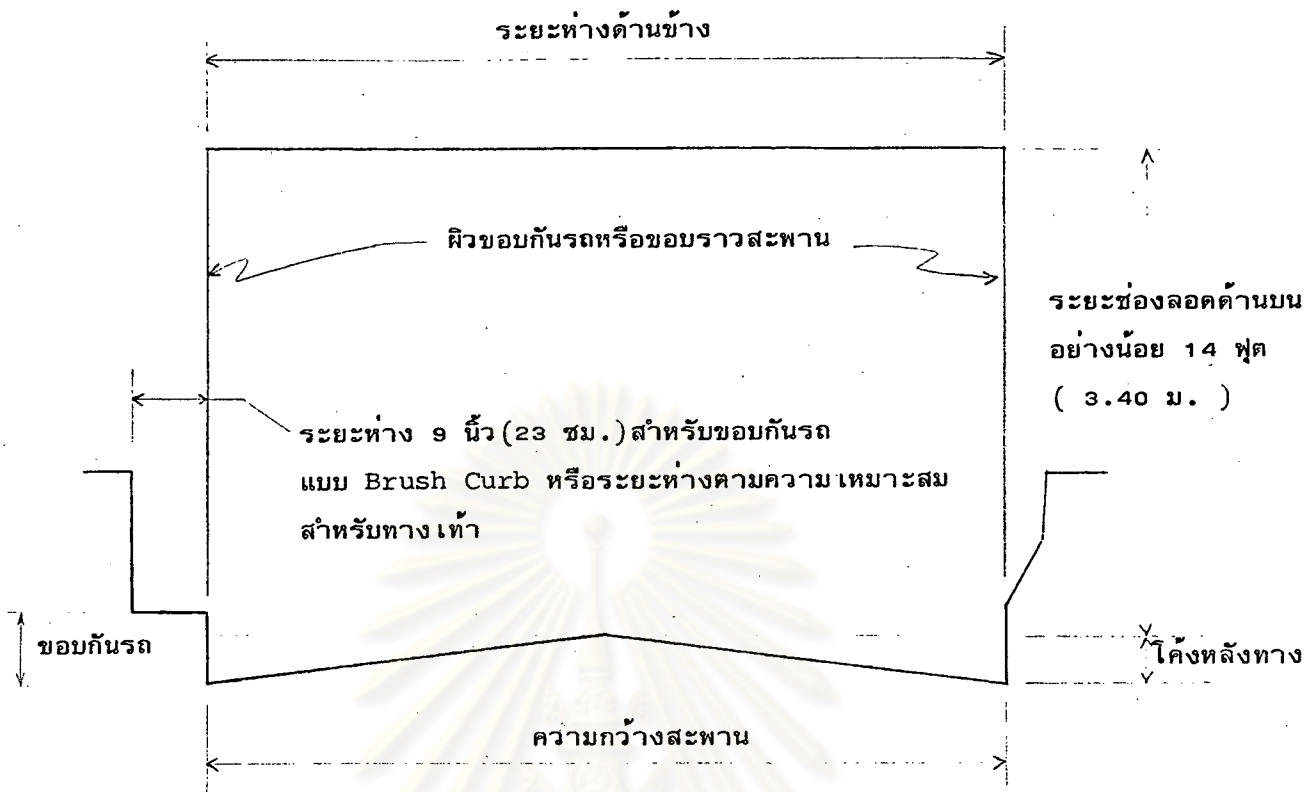 ระยะห่างด้านข้าง
ผิวขอบกันรถหรือขอบราวสะพาน
ระยะช่องลอดด้านบน
อย่างน้อย 14 ฟุต
( 3.40 ม. )
ระยะห่าง 9 นิ้ว (23 ซม.) สำหรับขอบกันรถ
แบบ Brush Curb หรือระยะห่างตามความเหมาะสม
สำหรับทางเท้า
ขอบกันรถ
โค้งหลังทาง
ความกว้างสะพาน